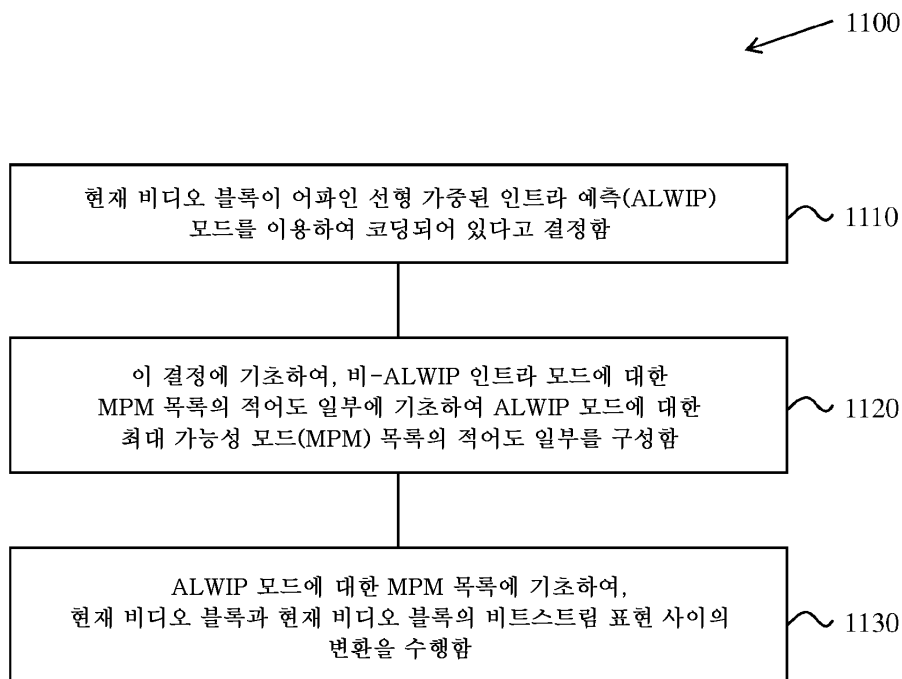 1100
현재 비디오 블록이 어파인 선형 가중된 인트라 예측(ALWIP)
모드를 이용하여 코딩되어 있다고 결정함
1110
이 결정에 기초하여, 비-ALWIP 인트라 모드에 대한
MPM 목록의 적어도 일부에 기초하여 ALWIP 모드에 대한
최대 가능성 모드(MPM) 목록의 적어도 일부를 구성함
1120
ALWIP 모드에 대한 MPM 목록에 기초하여,
현재 비디오 블록과 현재 비디오 블록의 비트스트림 표현 사이의
변환을 수행함
1130